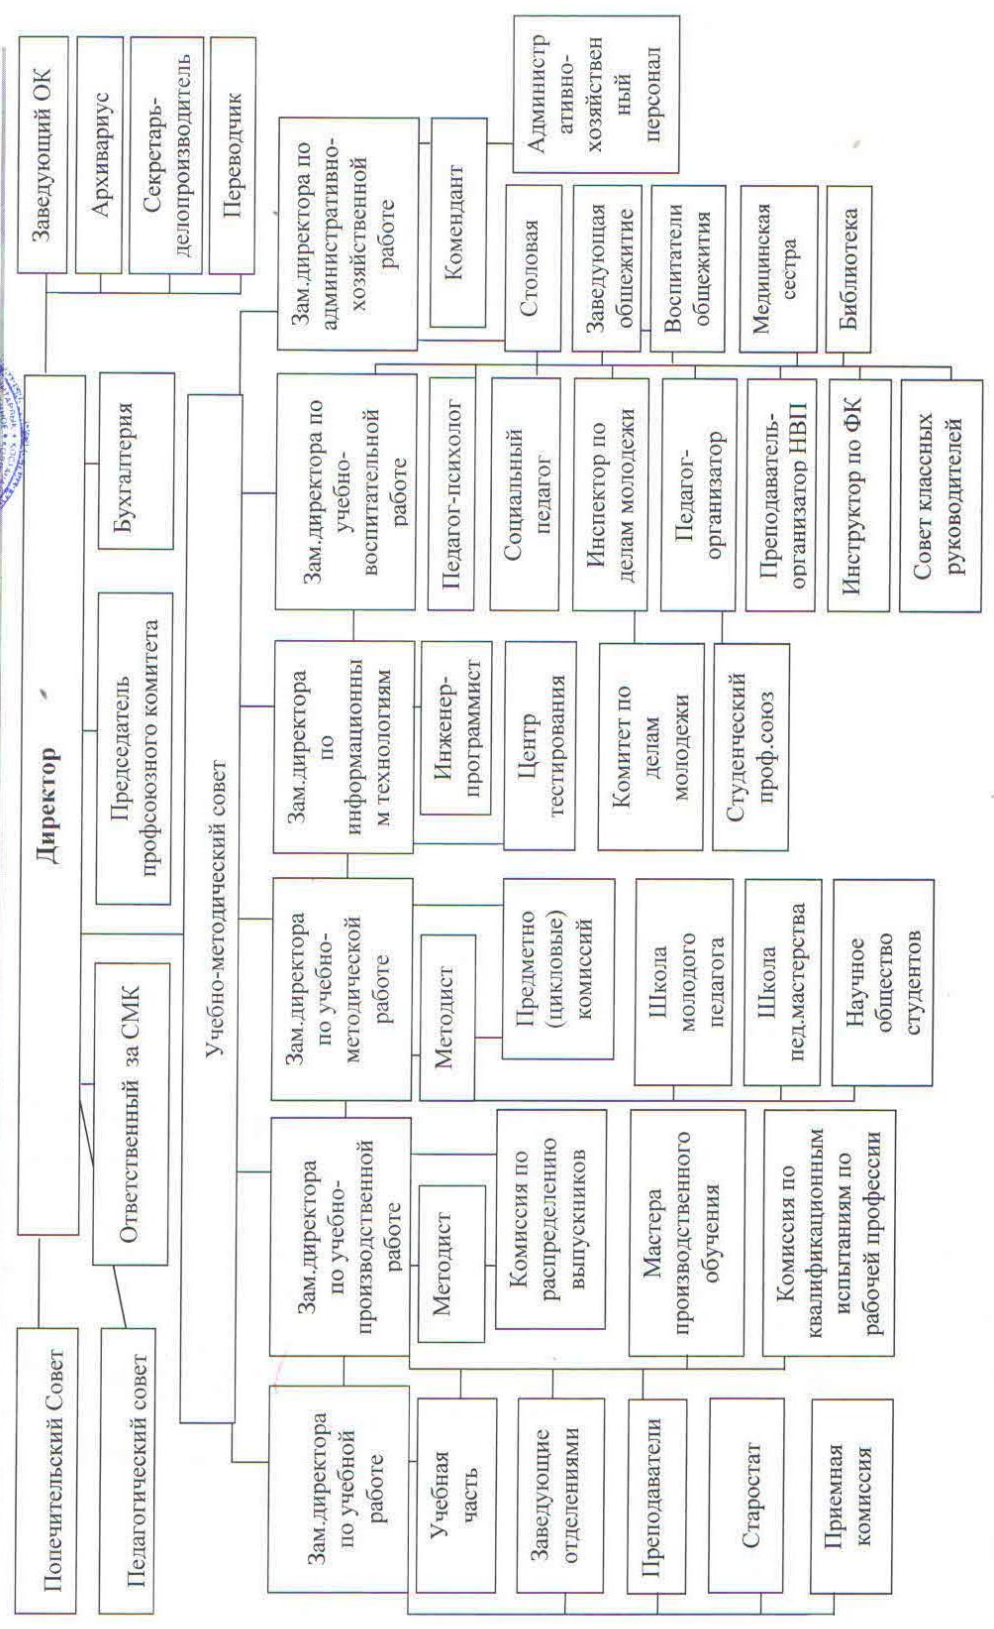 Попечительский Совет
Директор
Заведующий ОК
Архивариус
Секретарь-
делопроизводитель
Переводчик
Педагогический совет
Ответственный за СМК
Председатель
профсоюзного комитета
Бухгалтерия
Учебно-методический совет
Зам.директора
по учебной
работе
Зам.директора
по учебно-
производственной
работе
Зам.директора
по учебно-
методической
работе
Зам.директора
по
информационны
м технологиям
Зам.директора по
учебно-
воспитательной
работе
Зам.директора по
административно-
хозяйственной
работе
Учебная
часть
Заведующие
отделениями
Преподаватели
Старостат
Приемная
комиссия
Методист
Комиссия по
распределению
выпускников
Мастера
производственного
обучения
Комиссия по
квалификационным
испытаниям по
рабочей профессии
Методист
Предметно
(цикловые)
комиссий
Школа
молодого
педагога
Школа
пед.мастерства
Научное
общество
студентов
Инженер-
программист
Центр
тестирования
Комитет по
делам
молодежи
Студенческий
проф.союз
Педагог-психолог
Социальный
педагог
Инспектор по
делам молодежи
Педагог-
организатор
Преподаватель-
организатор НВП
Инструктор по ФК
Совет классных
руководителей
Комендант
Столовая
Заведующая
общежитие
Воспитатели
общежития
Медицинская
сестра
Библиотека
Администр
ативно-
хозяйствен
ный
персонал